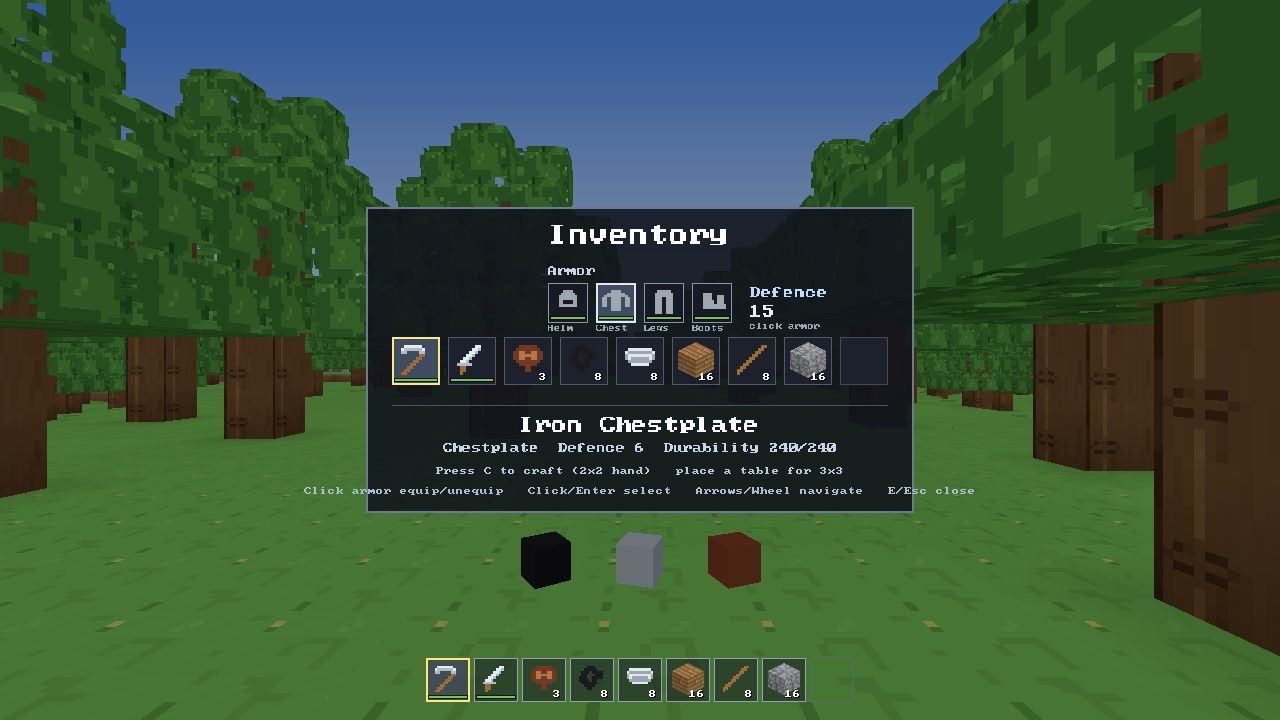 Inventory
Armor
Defence
15
Helm Chest Legs Boots click armor
3 8 8 16 8 16
Iron Chestplate
Chestplate Defence 6 Durability 240/240
Press C to craft (2x2 hand) place a table for 3x3
Click armor equip/unequip Click/Enter select Arrows/Wheel navigate E/Esc close
3 8 8 16 8 16